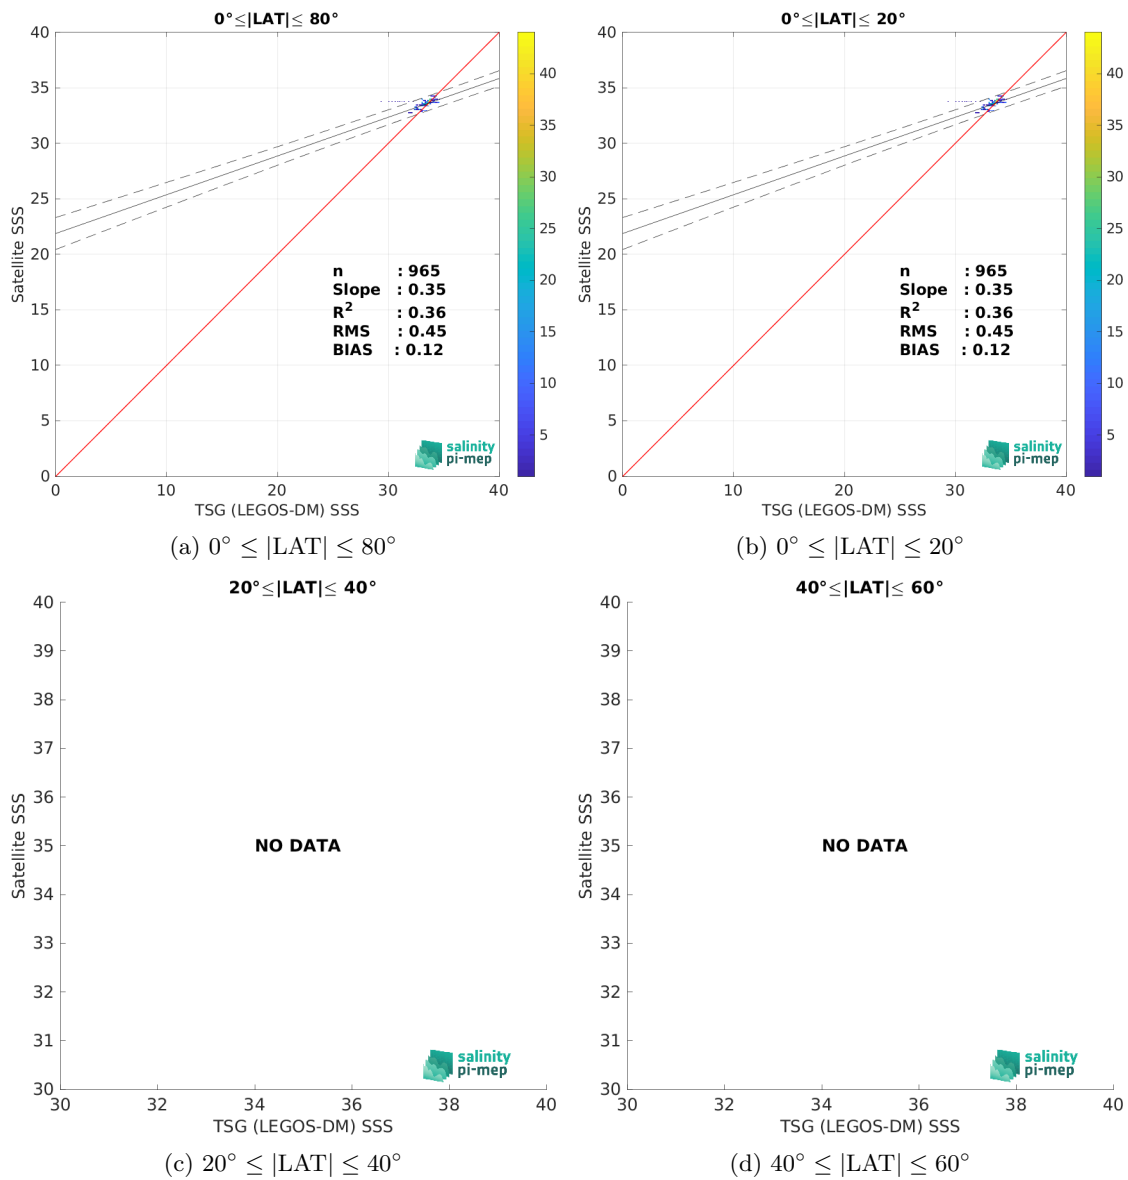 0°≤|LAT|≤ 80°
40
35
30
25
20
15
10
5
0
Satellite SSS
0
10
20
30
40
TSG (LEGOS-DM) SSS
n : 965
Slope : 0.35
R² : 0.36
RMS : 0.45
BIAS : 0.12
salinity
pi-mep
40
35
30
25
20
15
10
5
(a) 0° ≤ |LAT| ≤ 80°
0°≤|LAT|≤ 20°
40
35
30
25
20
15
10
5
0
Satellite SSS
0
10
20
30
40
TSG (LEGOS-DM) SSS
n : 965
Slope : 0.35
R² : 0.36
RMS : 0.45
BIAS : 0.12
salinity
pi-mep
40
35
30
25
20
15
10
5
(b) 0° ≤ |LAT| ≤ 20°
20°≤|LAT|≤ 40°
40
39
38
37
36
35
34
33
32
31
30
Satellite SSS
NO DATA
salinity
pi-mep
30
32
34
36
38
40
TSG (LEGOS-DM) SSS
(c) 20° ≤ |LAT| ≤ 40°
40°≤|LAT|≤ 60°
40
39
38
37
36
35
34
33
32
31
30
Satellite SSS
NO DATA
salinity
pi-mep
30
32
34
36
38
40
TSG (LEGOS-DM) SSS
(d) 40° ≤ |LAT| ≤ 60°